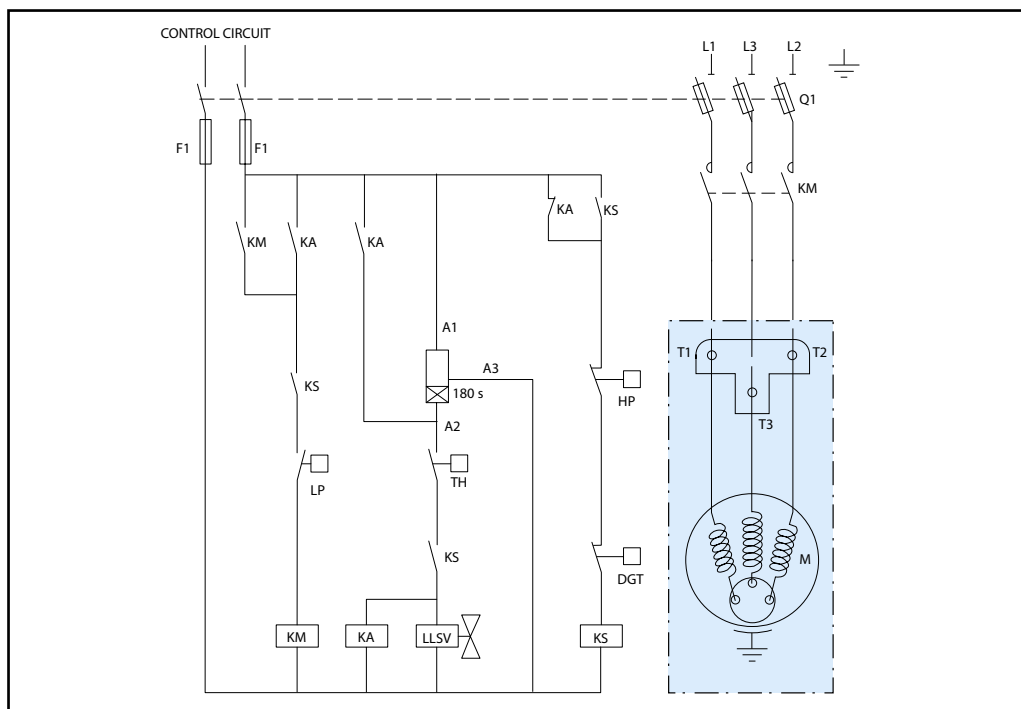 CONTROL CIRCUIT
L1 L3 L2
Q1
F1 F1
KM
KA KS
KM KA KA
A1
T1 T2
A3
KS
180 s
HP
A2
T3
TH
LP
KS
M
DGT
KM KA LLSV KS